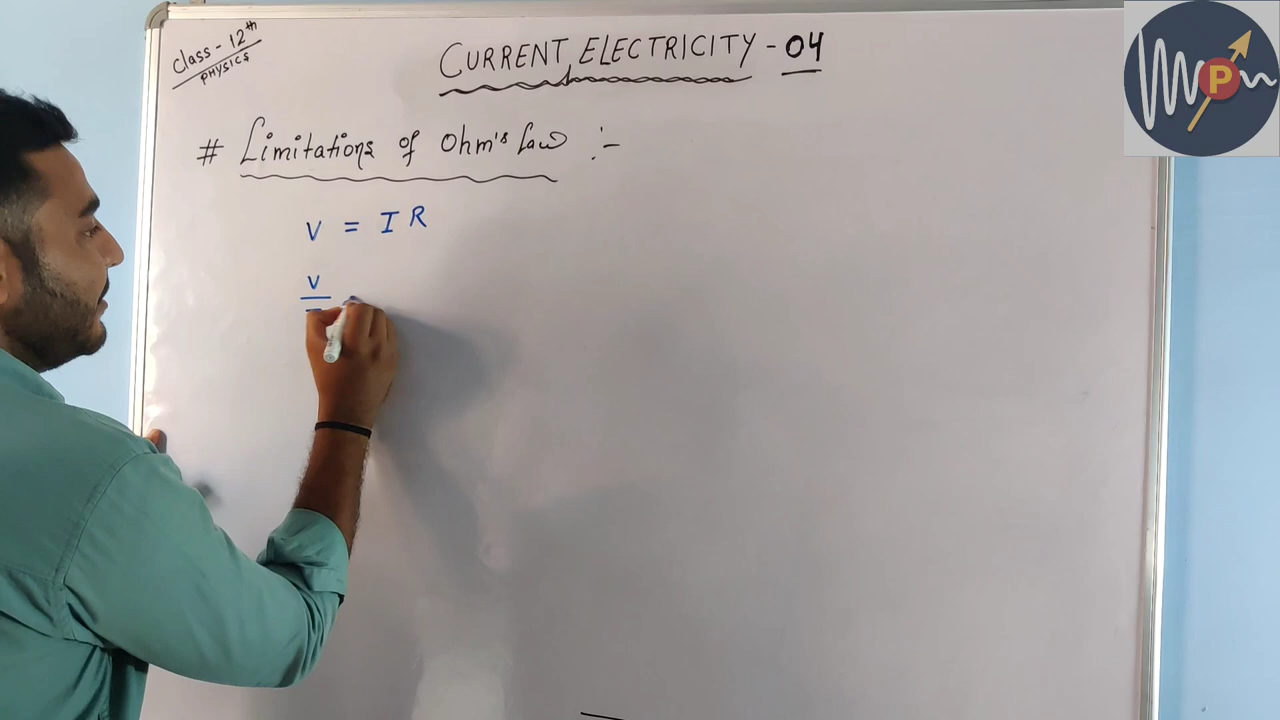 class - 12th
PHYSICS
CURRENT ELECTRICITY - 04
# Limitations of Ohm's Law :-
V = I R
V
P